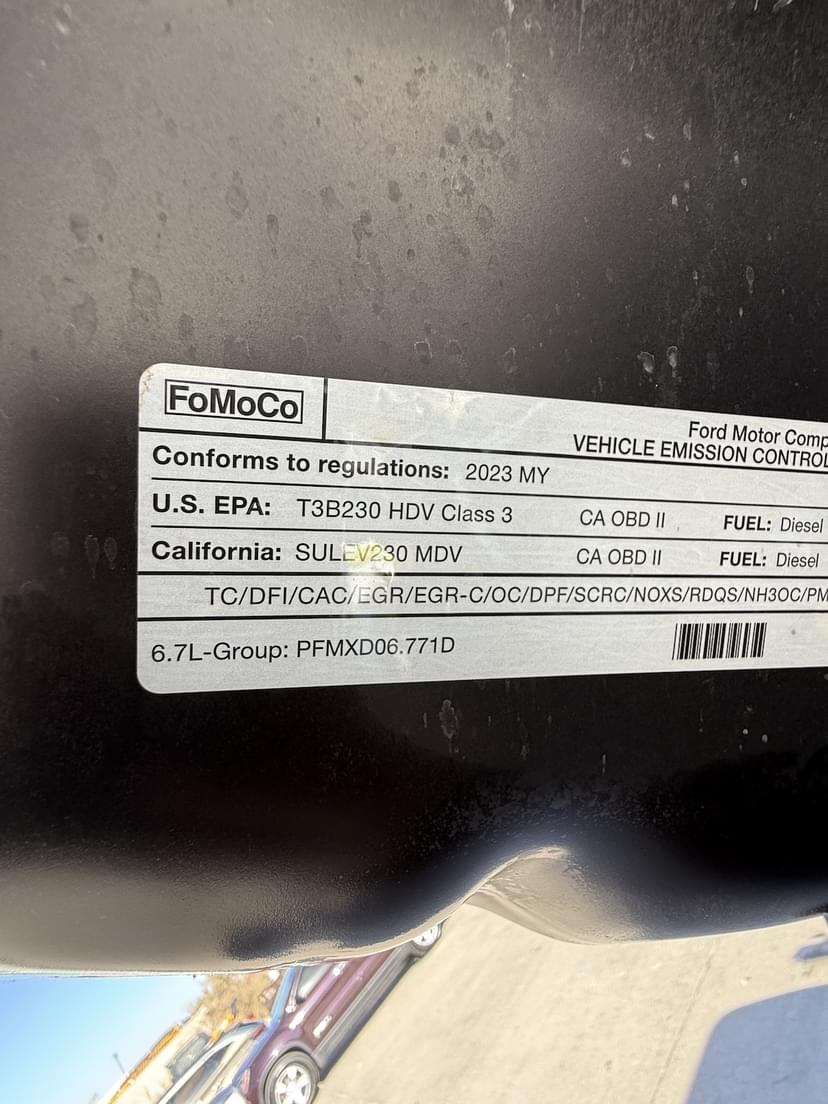 FoMoCo
Ford Motor Comp
VEHICLE EMISSION CONTROL
Conforms to regulations: 2023 MY
U.S. EPA: T3B230 HDV Class 3 CA OBD II FUEL: Diesel
California: SULEV230 MDV CA OBD II FUEL: Diesel
TC/DFI/CAC/EGR/EGR-C/OC/DPF/SCRC/NOXS/RDQS/NH3OC/PM
6.7L-Group: PFMXD06.771D